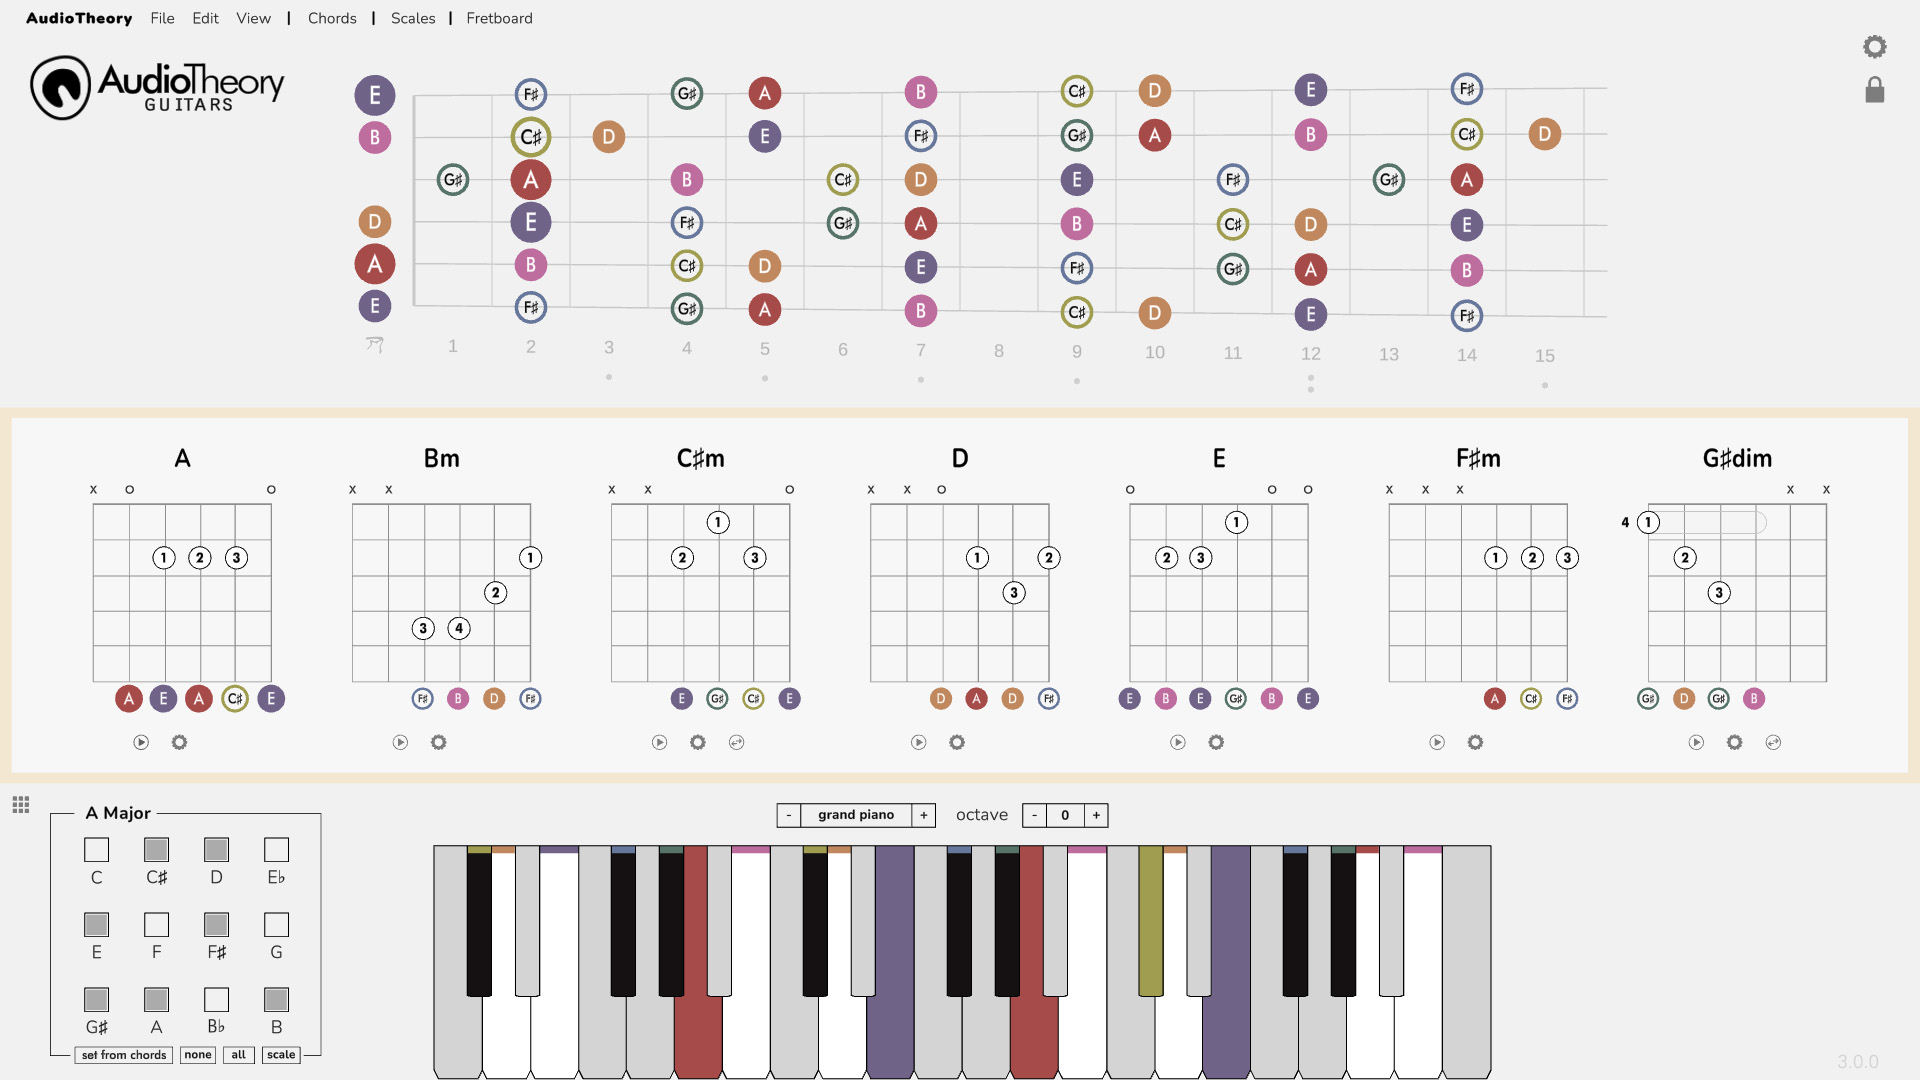 AudioTheory File Edit View | Chords | Scales | Fretboard
AudioTheory
GUITARS
E F♯ G♯ A B C♯ D E F♯
B C♯ D E F♯ G♯ A B C♯ D
G♯ A B C♯ D E F♯ G♯ A
D E F♯ G♯ A B C♯ D E
A B C♯ D E F♯ G♯ A B
E F♯ G♯ A B C♯ D E F♯
1 2 3 4 5 6 7 8 9 10 11 12 13 14 15
A Bm C♯m D E F♯m G♯dim
x o o x x x x o x x o o o o x x x x x
1 1 1 4 1
1 2 3 1 2 3 1 2 2 3 1 2 3 2
2 3 3
3 4
A E A C♯ E F♯ B D F♯ E G♯ C♯ E D A D F♯ E B E G♯ B E A C♯ F♯ G♯ D G♯ B
A Major
C C♯ D E♭
E F F♯ G
G♯ A B♭ B
set from chords none all scale
- grand piano + octave - 0 +
3.0.0